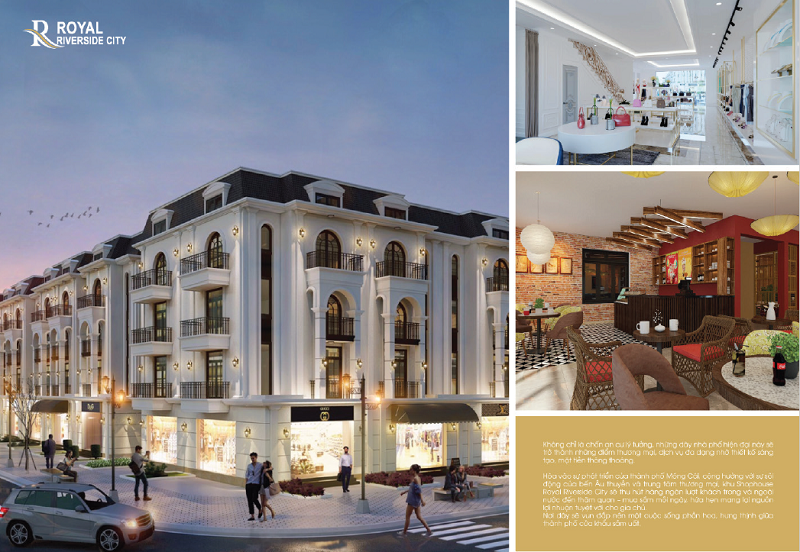 ROYAL
RIVERSIDE CITY
GUCCI
Không chỉ là chốn an cư lý tưởng, những dãy nhà phố hiện đại này sẽ
trở thành những điểm thương mại, dịch vụ đa dạng nhờ thiết kế sáng
tạo, mặt tiền thông thoáng.
Hòa vào sự phát triển của thành phố Móng Cái, cộng hưởng với sự sôi
động của bến Âu thuyền và trung tâm thương mại, khu Shophouse
Royal Riverside City sẽ thu hút hàng ngàn lượt khách trong và ngoài
nước đến thăm quan – mua sắm mỗi ngày, hứa hẹn mang lại nguồn
lợi nhuận tuyệt vời cho gia chủ.
Nơi đây sẽ vun đắp nên một cuộc sống phồn hoa, hưng thịnh giữa
thành phố cửa khẩu sầm uất.